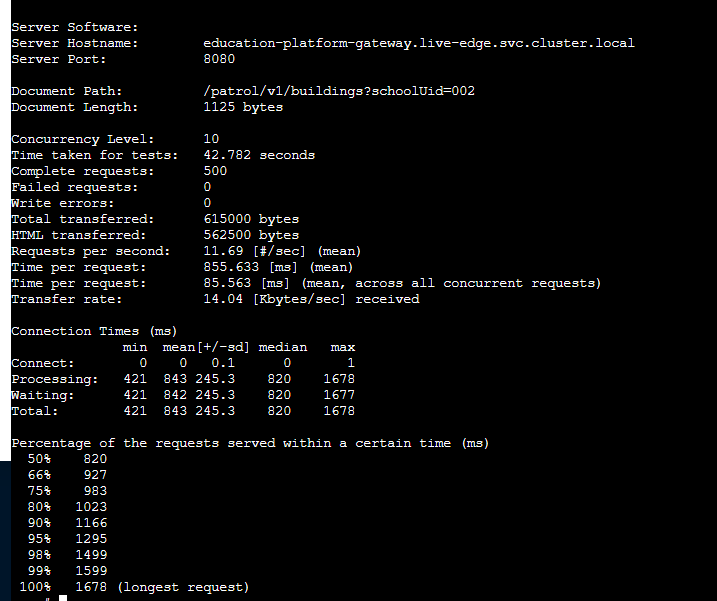 Server Software:
Server Hostname: education-platform-gateway.live-edge.svc.cluster.local
Server Port: 8080
Document Path: /patrol/v1/buildings?schoolUid=002
Document Length: 1125 bytes
Concurrency Level: 10
Time taken for tests: 42.782 seconds
Complete requests: 500
Failed requests: 0
Write errors: 0
Total transferred: 615000 bytes
HTML transferred: 562500 bytes
Requests per second: 11.69 [#/sec] (mean)
Time per request: 855.633 [ms] (mean)
Time per request: 85.563 [ms] (mean, across all concurrent requests)
Transfer rate: 14.04 [Kbytes/sec] received
Connection Times (ms)
min mean[+/-sd] median max
Connect: 0 0 0.1 0 1
Processing: 421 843 245.3 820 1678
Waiting: 421 842 245.3 820 1677
Total: 421 843 245.3 820 1678
Percentage of the requests served within a certain time (ms)
50% 820
66% 927
75% 983
80% 1023
90% 1166
95% 1295
98% 1499
99% 1599
100% 1678 (longest request)